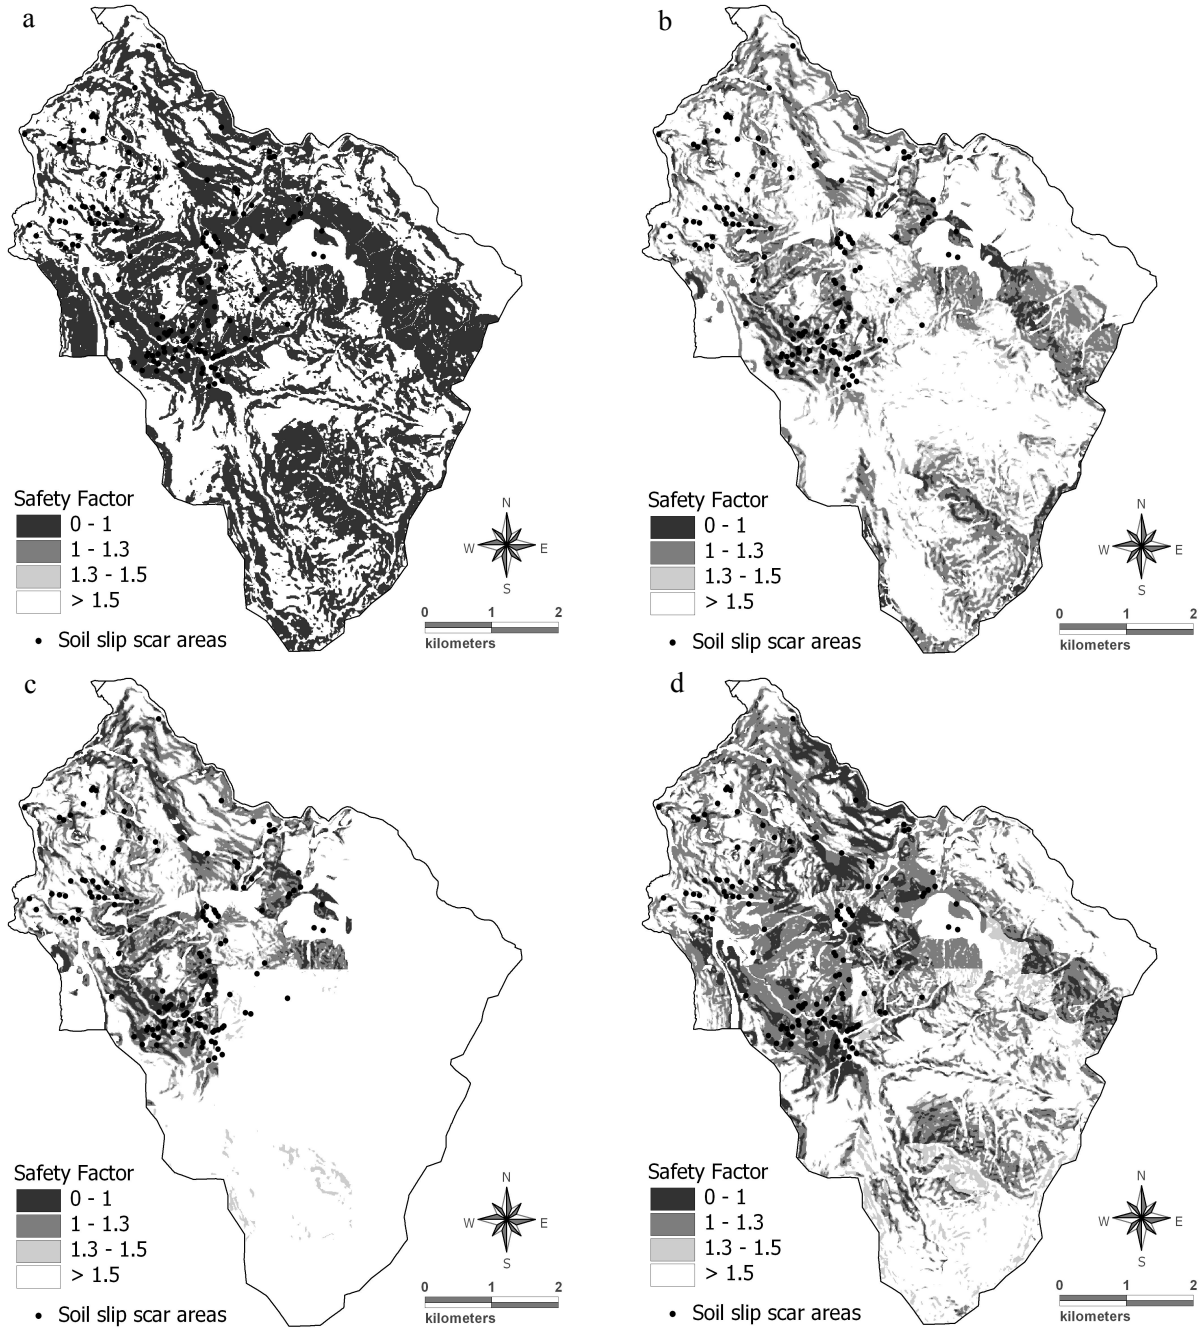 a
Safety Factor
0 - 1
1 - 1.3
1.3 - 1.5
> 1.5
Soil slip scar areas
N
W E
S
0 1 2
kilometers
b
Safety Factor
0 - 1
1 - 1.3
1.3 - 1.5
> 1.5
Soil slip scar areas
N
W E
S
0 1 2
kilometers
c
Safety Factor
0 - 1
1 - 1.3
1.3 - 1.5
> 1.5
Soil slip scar areas
N
W E
S
0 1 2
kilometers
d
Safety Factor
0 - 1
1 - 1.3
1.3 - 1.5
> 1.5
Soil slip scar areas
N
W E
S
0 1 2
kilometers